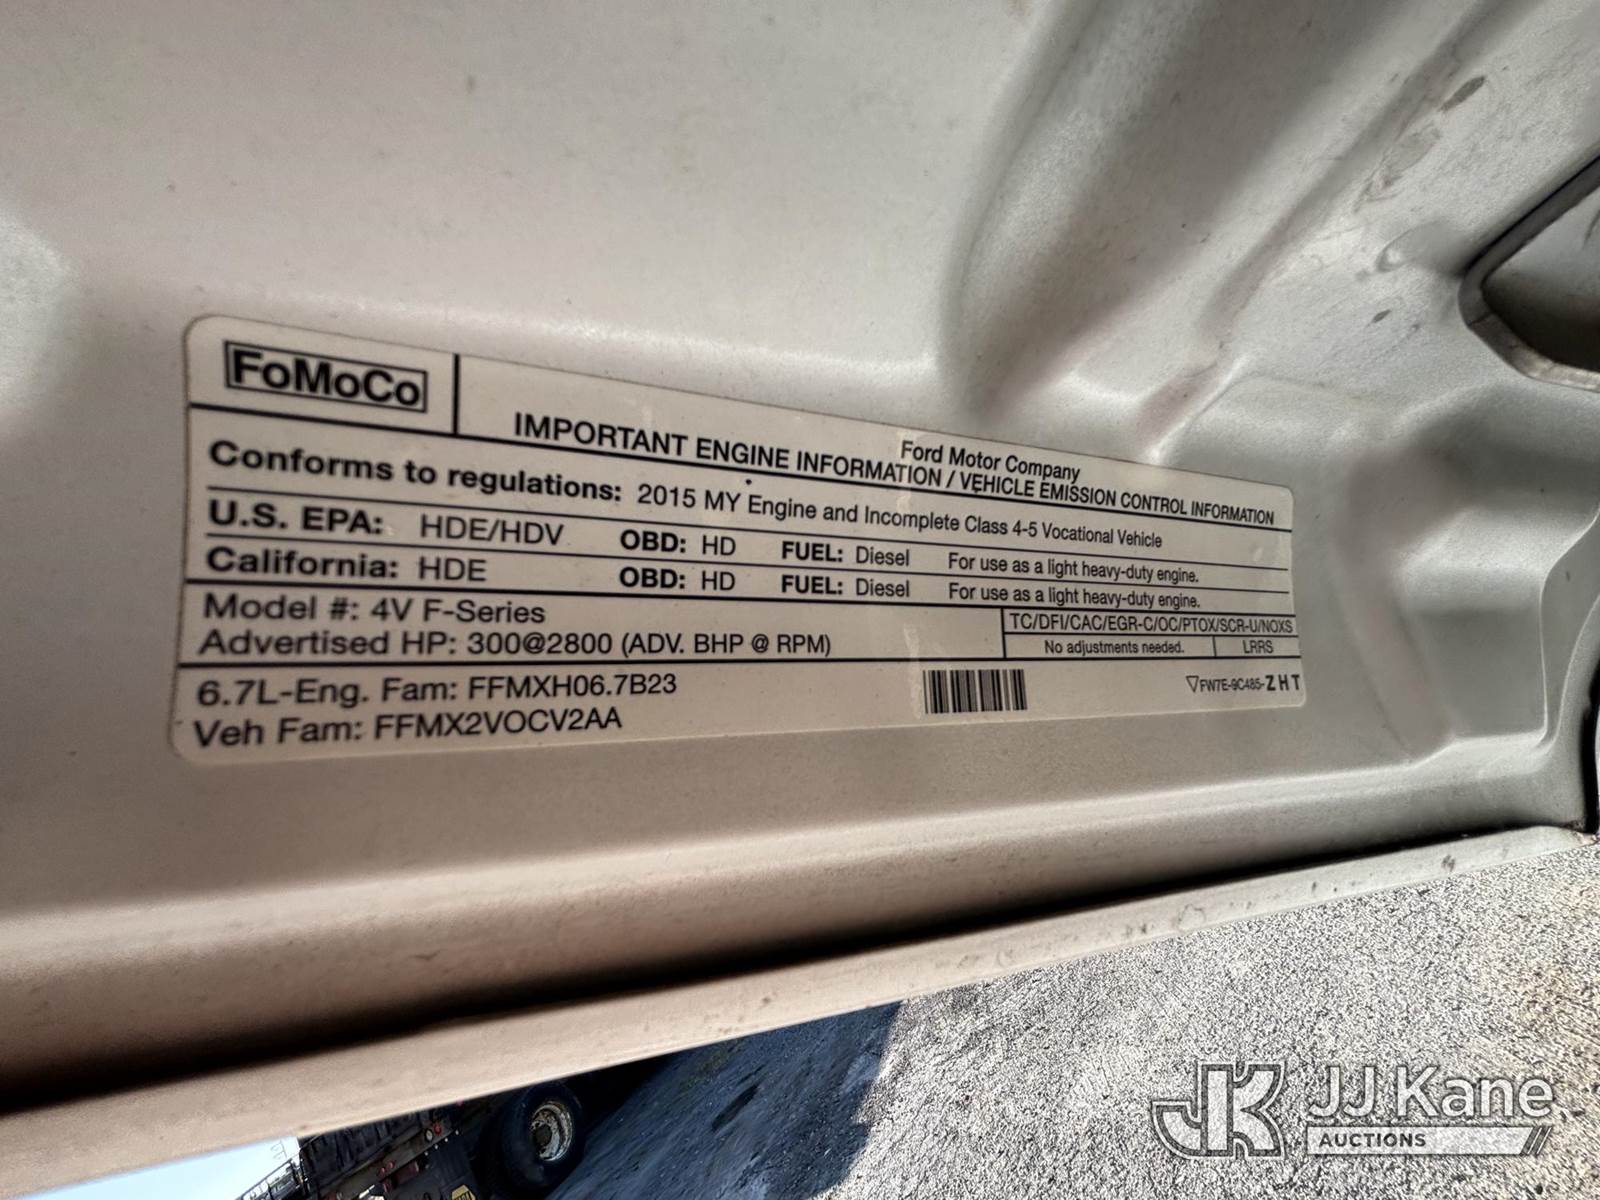 FoMoCo
Ford Motor Company
IMPORTANT ENGINE INFORMATION / VEHICLE EMISSION CONTROL INFORMATION
Conforms to regulations: 2015 MY Engine and Incomplete Class 4-5 Vocational Vehicle
U.S. EPA: HDE/HDV OBD: HD FUEL: Diesel For use as a light heavy-duty engine.
California: HDE OBD: HD FUEL: Diesel For use as a light heavy-duty engine.
Model #: 4V F-Series
Advertised HP: 300@2800 (ADV. BHP @ RPM)
TC/DFI/CAC/EGR-C/OC/PTOX/SCR-U/NOXS
No adjustments needed. LRRS
6.7L-Eng. Fam: FFMXH06.7B23
Veh Fam: FFMX2VOCV2AA
FW7E-9C485-ZHT
JK JJ Kane
AUCTIONS